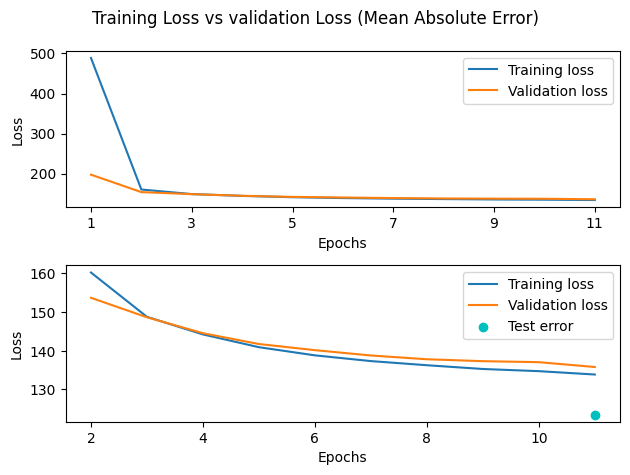 Training Loss vs validation Loss (Mean Absolute Error)
500
400
300
200
Loss
Training loss
Validation loss
1 3 5 7 9 11
Epochs
160
150
140
130
Loss
Training loss
Validation loss
Test error
2 4 6 8 10
Epochs